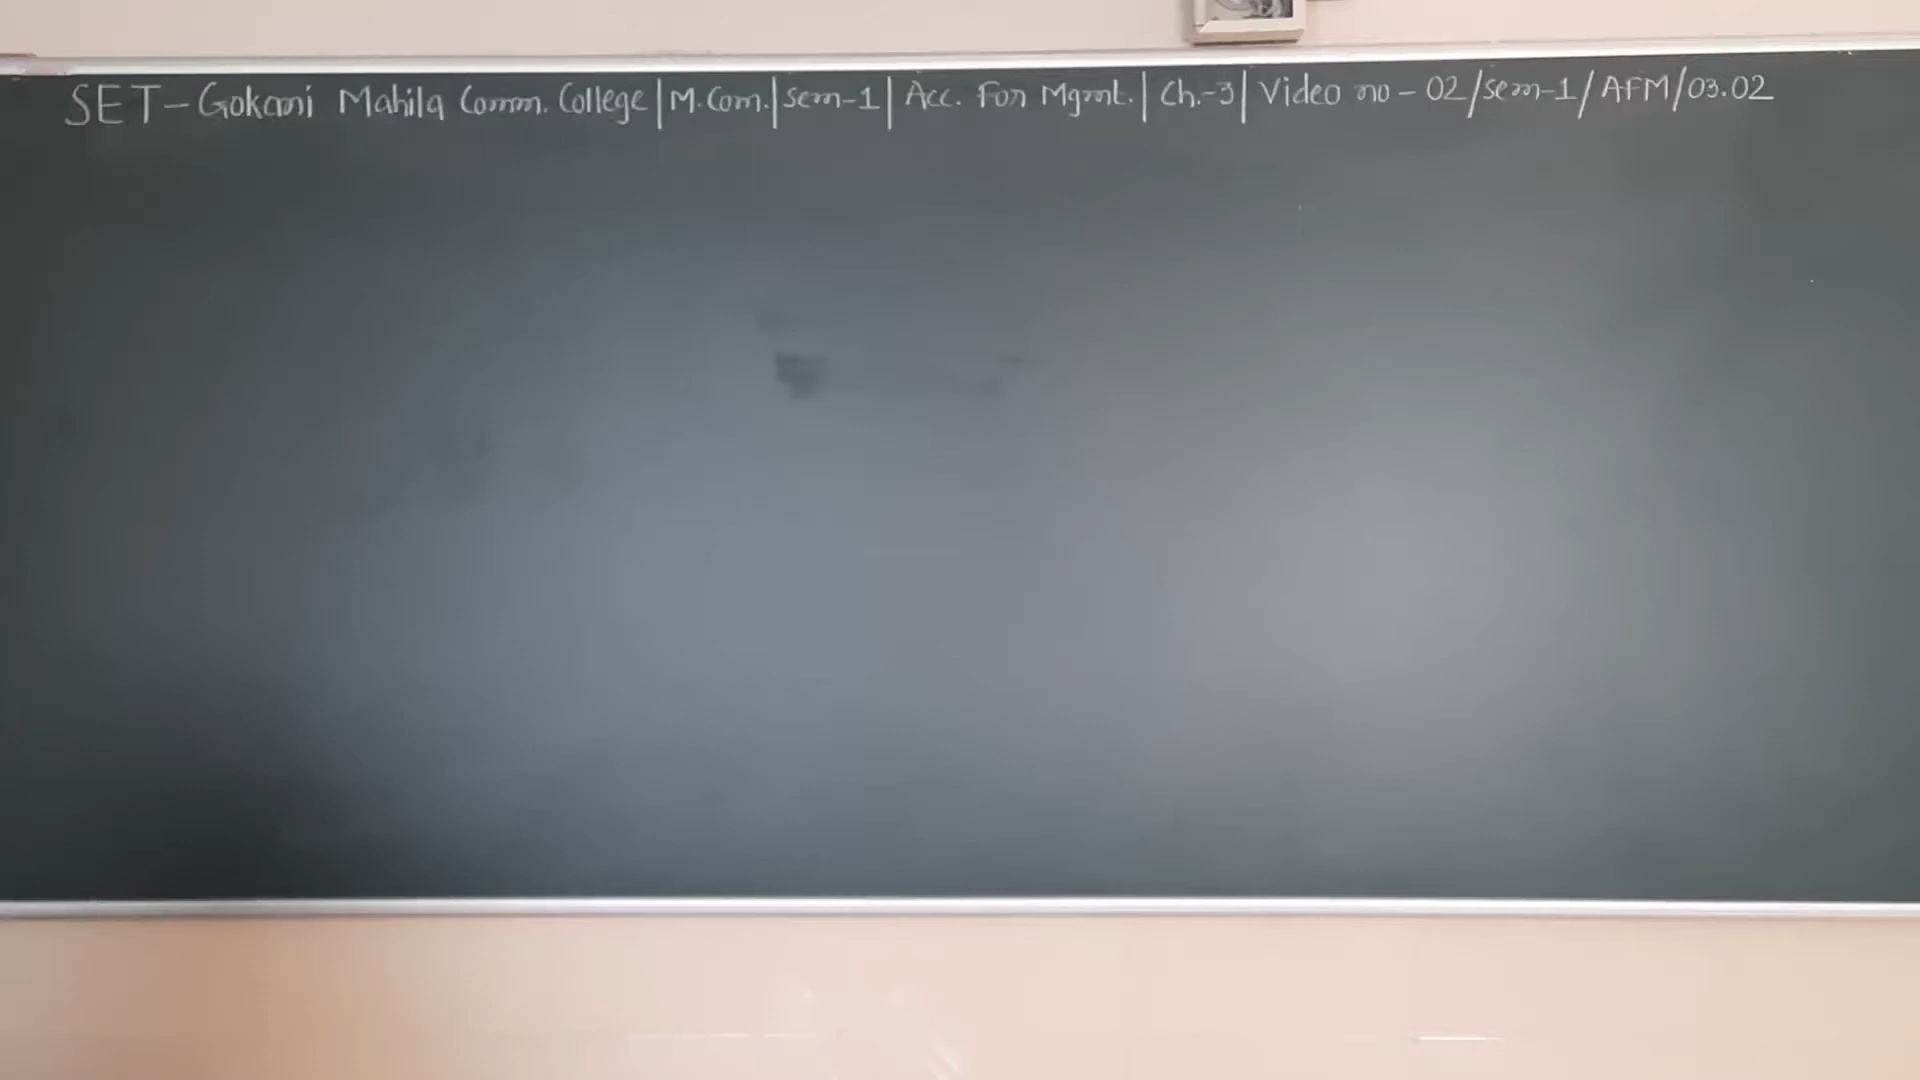 SET-Gokani Mahila Comm. College | M.Com. | Sem-1 | Acc. For Mgmt. | Ch.-3 | Video no - 02/sem-1/AFM/03.02